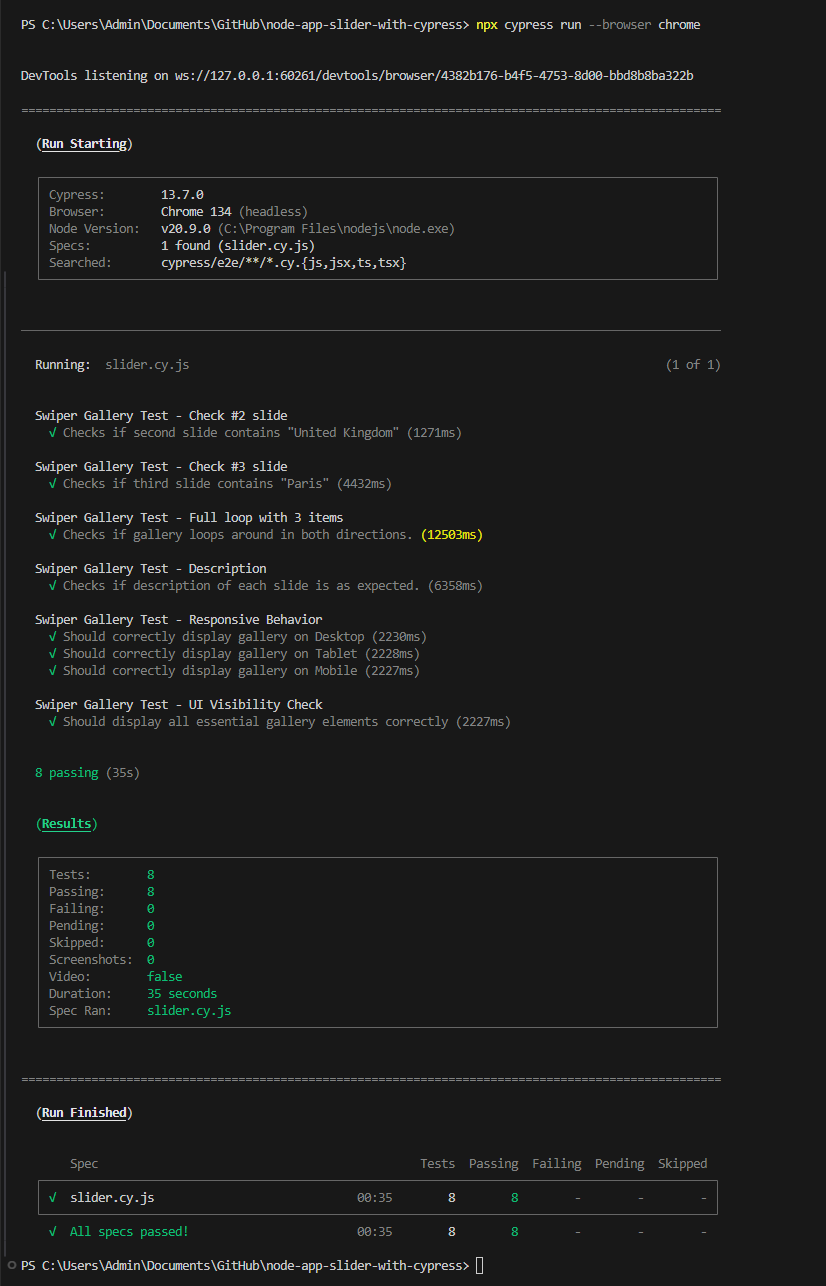 PS C:\Users\Admin\Documents\GitHub\node-app-slider-with-cypress> npx cypress run --browser chrome
DevTools listening on ws://127.0.0.1:60261/devtools/browser/4382b176-b4f5-4753-8d00-bbd8b8ba322b
====================================================================================================
(Run Starting)
Cypress: 13.7.0
Browser: Chrome 134 (headless)
Node Version: v20.9.0 (C:\Program Files\nodejs\node.exe)
Specs: 1 found (slider.cy.js)
Searched: cypress/e2e/**/*.cy.{js,jsx,ts,tsx}
Running: slider.cy.js (1 of 1)
Swiper Gallery Test - Check #2 slide
√ Checks if second slide contains "United Kingdom" (1271ms)
Swiper Gallery Test - Check #3 slide
√ Checks if third slide contains "Paris" (4432ms)
Swiper Gallery Test - Full loop with 3 items
√ Checks if gallery loops around in both directions. (12503ms)
Swiper Gallery Test - Description
√ Checks if description of each slide is as expected. (6358ms)
Swiper Gallery Test - Responsive Behavior
√ Should correctly display gallery on Desktop (2230ms)
√ Should correctly display gallery on Tablet (2228ms)
√ Should correctly display gallery on Mobile (2227ms)
Swiper Gallery Test - UI Visibility Check
√ Should display all essential gallery elements correctly (2227ms)
8 passing (35s)
(Results)
Tests: 8
Passing: 8
Failing: 0
Pending: 0
Skipped: 0
Screenshots: 0
Video: false
Duration: 35 seconds
Spec Ran: slider.cy.js
====================================================================================================
(Run Finished)
Spec Tests Passing Failing Pending Skipped
√ slider.cy.js 00:35 8 8 - - -
√ All specs passed! 00:35 8 8 - - -
PS C:\Users\Admin\Documents\GitHub\node-app-slider-with-cypress>